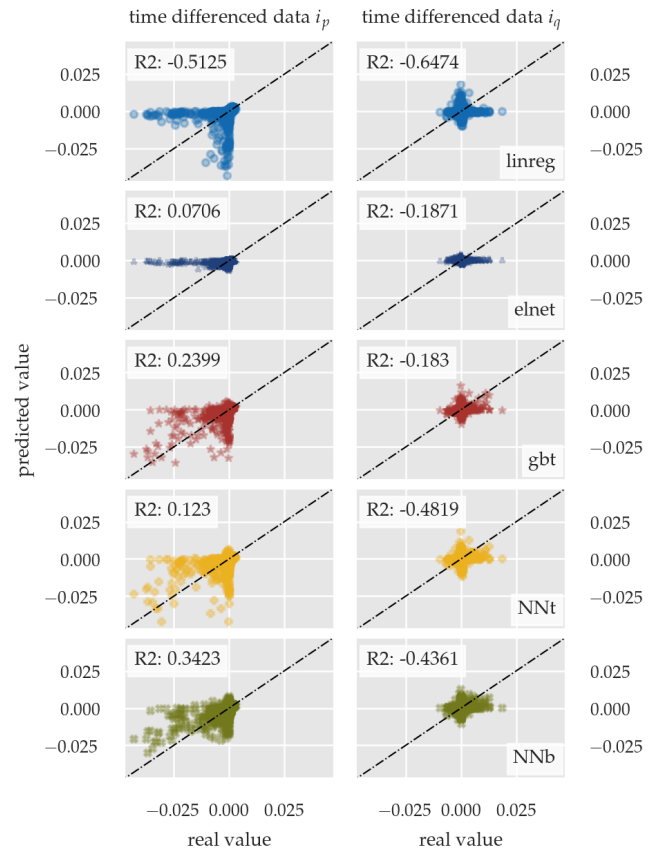 time differenced data i_p
time differenced data i_q
0.025
R2: -0.5125
R2: -0.6474
0.025
0.000
0.000
−0.025
linreg
−0.025
0.025
R2: 0.0706
R2: -0.1871
0.025
0.000
0.000
−0.025
elnet
−0.025
predicted value
0.025
R2: 0.2399
R2: -0.183
0.025
0.000
0.000
−0.025
gbt
−0.025
0.025
R2: 0.123
R2: -0.4819
0.025
0.000
0.000
−0.025
NNt
−0.025
0.025
R2: 0.3423
R2: -0.4361
0.025
0.000
0.000
−0.025
NNb
−0.025
−0.025 0.000 0.025
−0.025 0.000 0.025
real value
real value